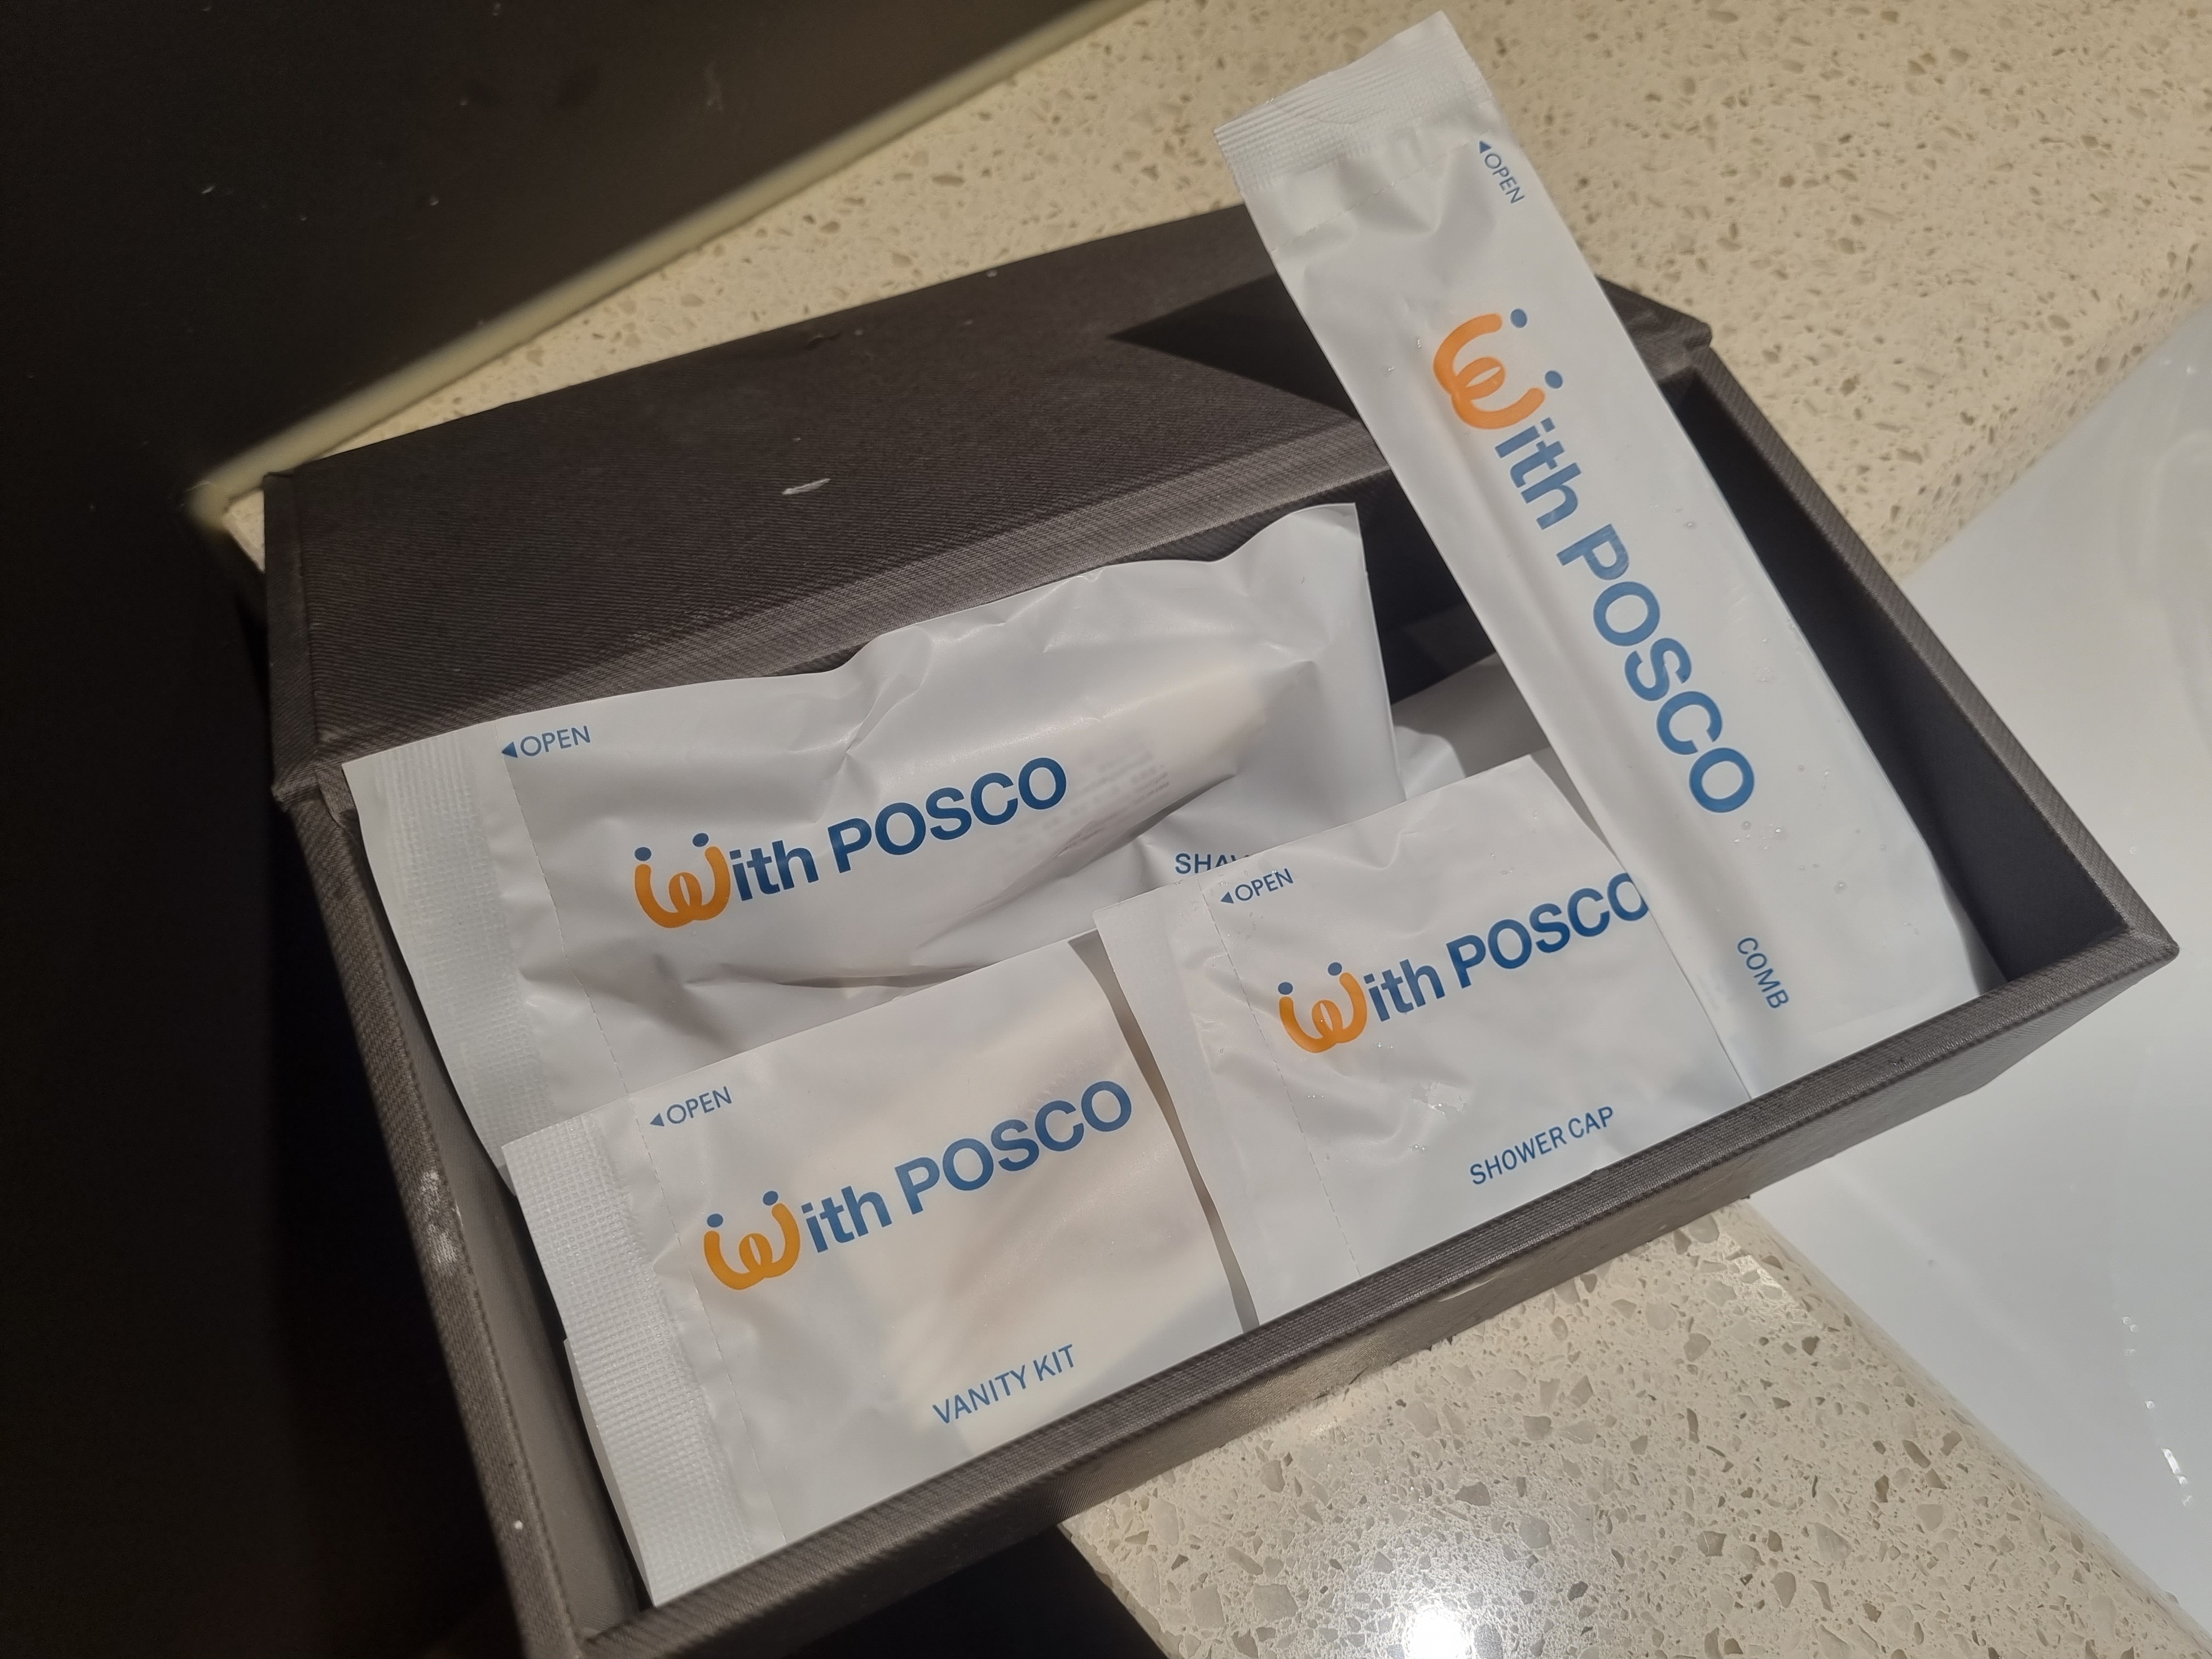 OPEN
With POSCO
COMB
OPEN
With POSCO
OPEN
With POSCO
SHOWER CAP
OPEN
With POSCO
VANITY KIT